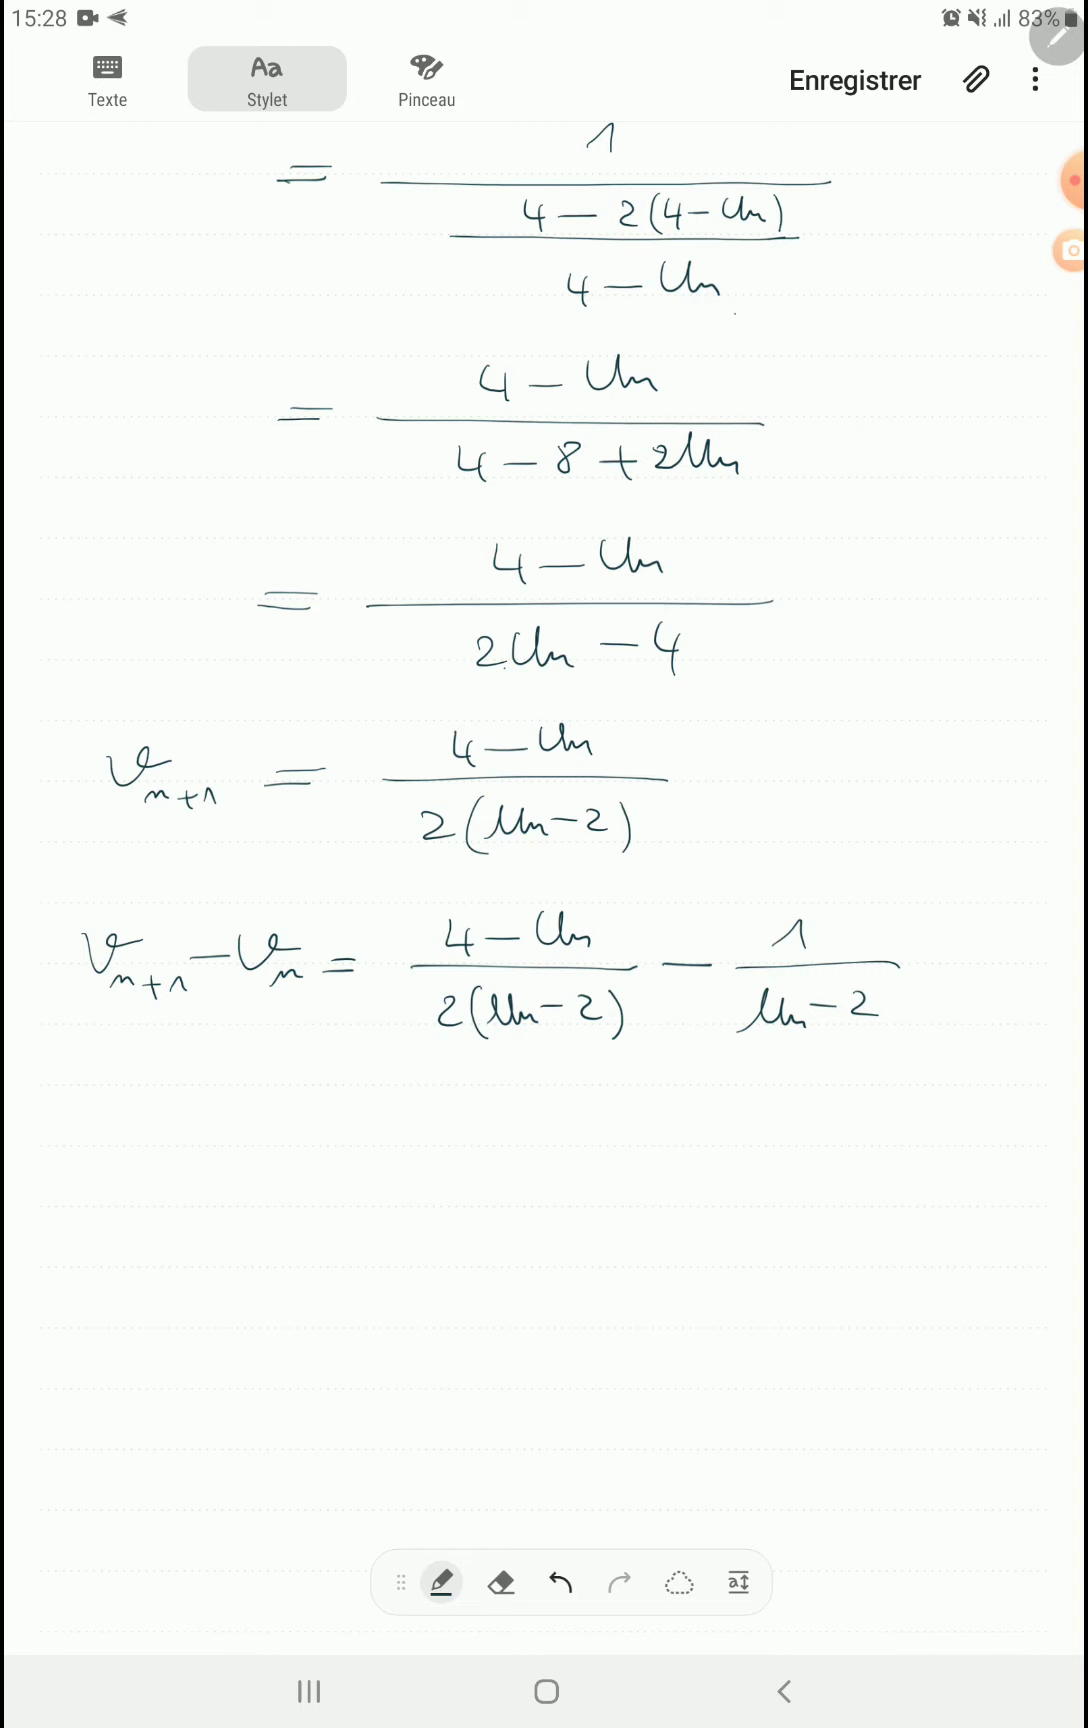 15:28 83%
Texte Aa Stylet Pinceau Enregistrer
= 1 / ((4 - 2(4 - Un)) / (4 - Un))
= (4 - Un) / (4 - 8 + 2Un)
= (4 - Un) / (2Un - 4)
Vn+1 = (4 - Un) / (2(Un - 2))
Vn+1 - Vn = (4 - Un) / (2(Un - 2)) - 1 / (Un - 2)
a